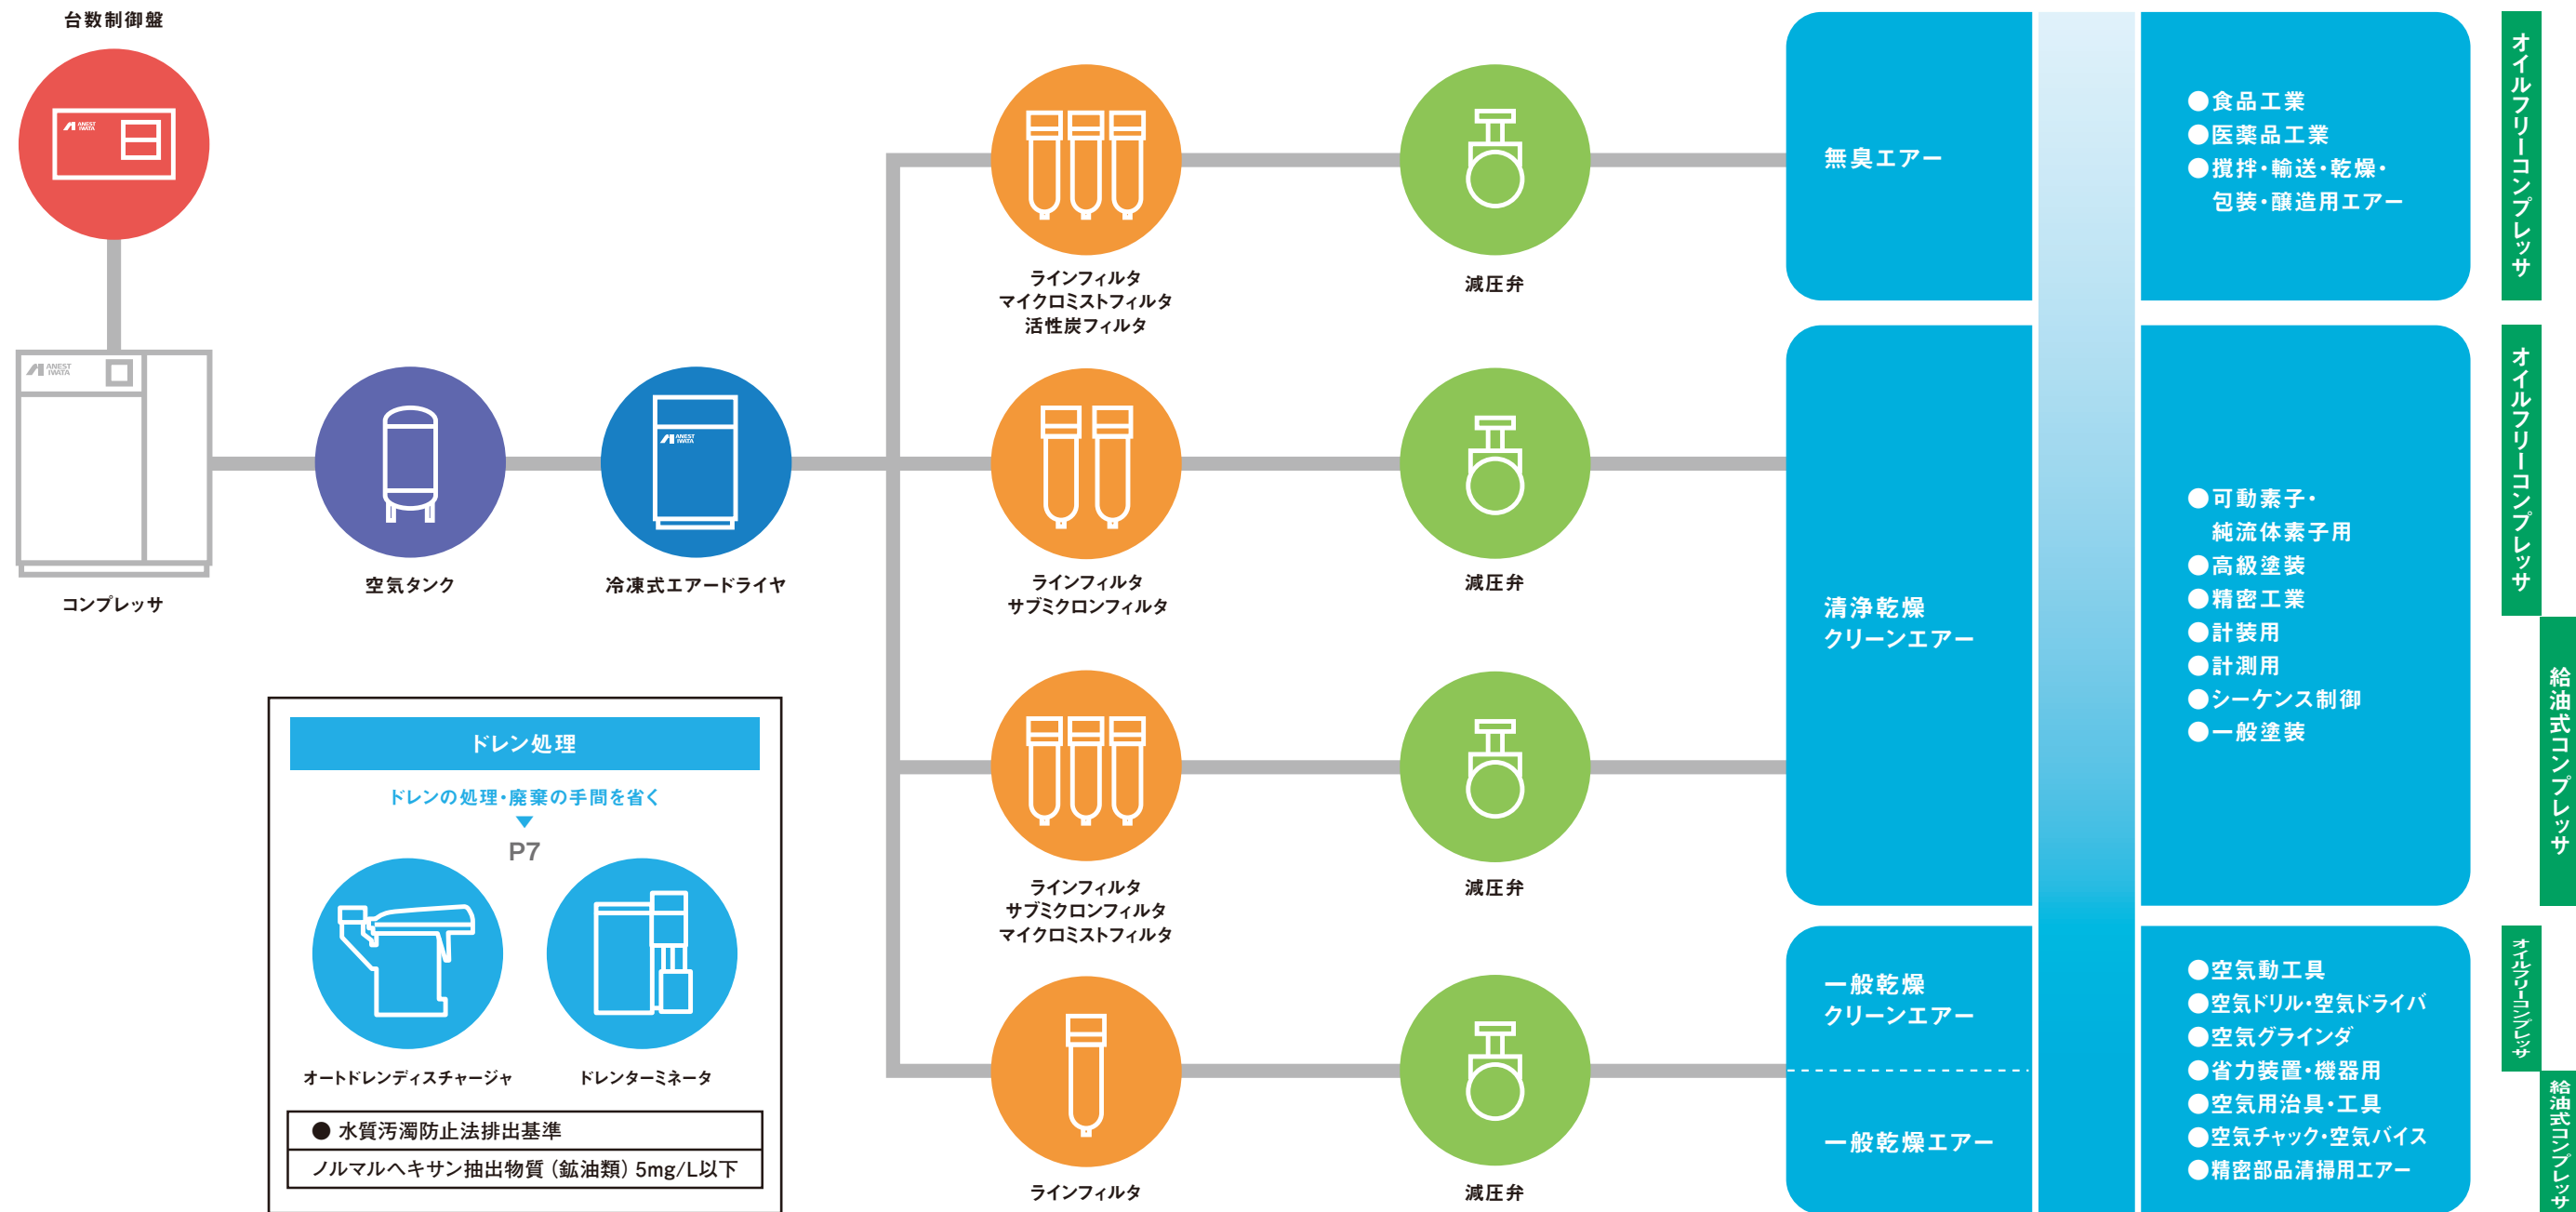 台数制御盤
ANEST
IWATA
ANEST
IWATA
コンプレッサ
空気タンク
ANEST
IWATA
冷凍式エアードライヤ
ラインフィルタ
マイクロミストフィルタ
活性炭フィルタ
減圧弁
ラインフィルタ
サブミクロンフィルタ
減圧弁
ラインフィルタ
サブミクロンフィルタ
マイクロミストフィルタ
減圧弁
ラインフィルタ
減圧弁
ドレン処理
ドレンの処理・廃棄の手間を省く
P7
オートドレンディスチャージャ
ドレンターミネータ
● 水質汚濁防止法排出基準
ノルマルヘキサン抽出物質（鉱油類）5mg/L以下
無臭エアー
●食品工業
●医薬品工業
●撹拌・輸送・乾燥・
包装・醸造用エアー
オイルフリーコンプレッサ
清浄乾燥
クリーンエアー
●可動素子・
純流体素子用
●高級塗装
●精密工業
●計装用
●計測用
●シーケンス制御
●一般塗装
オイルフリーコンプレッサ
給油式コンプレッサ
一般乾燥
クリーンエアー
一般乾燥エアー
●空気動工具
●空気ドリル・空気ドライバ
●空気グラインダ
●省力装置・機器用
●空気用治具・工具
●空気チャック・空気バイス
●精密部品清掃用エアー
オイルフリーコンプレッサ
給油式コンプレッサ